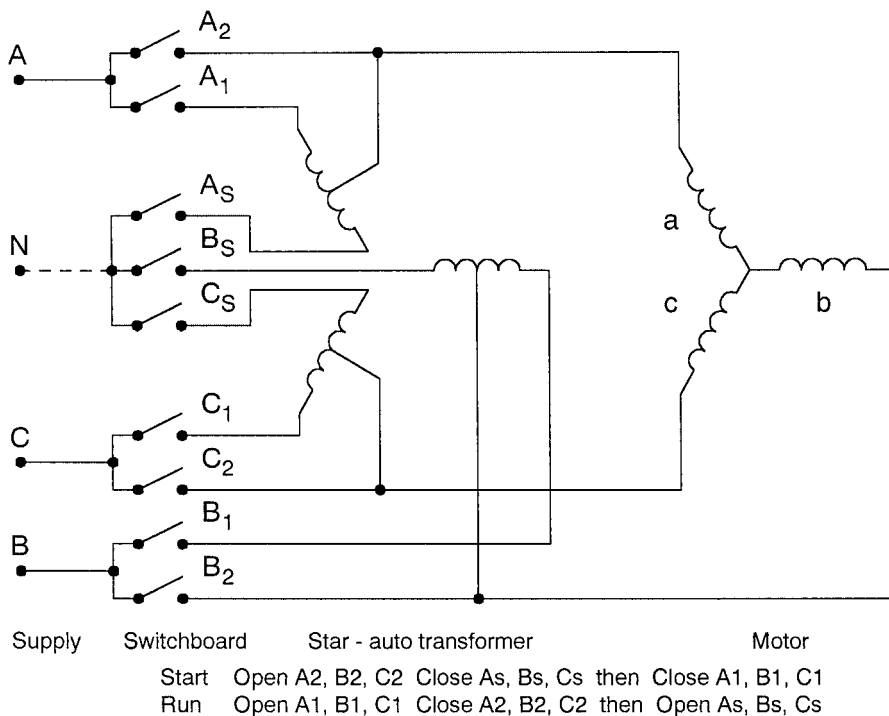 A
A2
A1
AS
N
BS
CS
a
c
b
C1
C
C2
B1
B
B2
Supply Switchboard Star - auto transformer Motor
Start Open A2, B2, C2 Close As, Bs, Cs then Close A1, B1, C1
Run Open A1, B1, C1 Close A2, B2, C2 then Open As, Bs, Cs